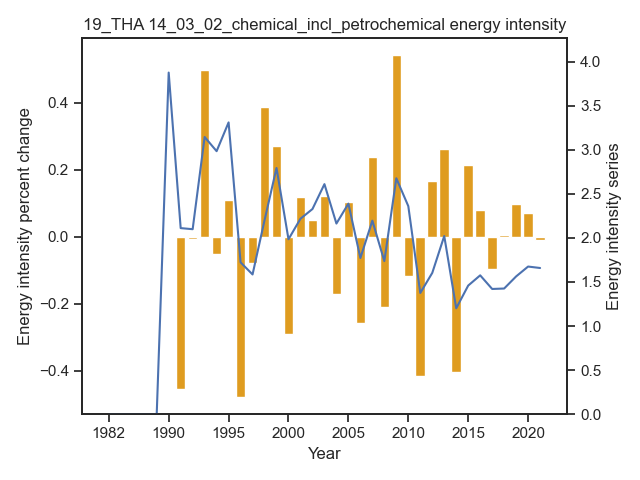 19_THA 14_03_02_chemical_incl_petrochemical energy intensity
Energy intensity percent change
0.4
0.2
0.0
−0.2
−0.4
4.0
3.5
3.0
2.5
2.0
1.5
1.0
0.5
0.0
Energy intensity series
1982 1990 1995 2000 2005 2010 2015 2020
Year